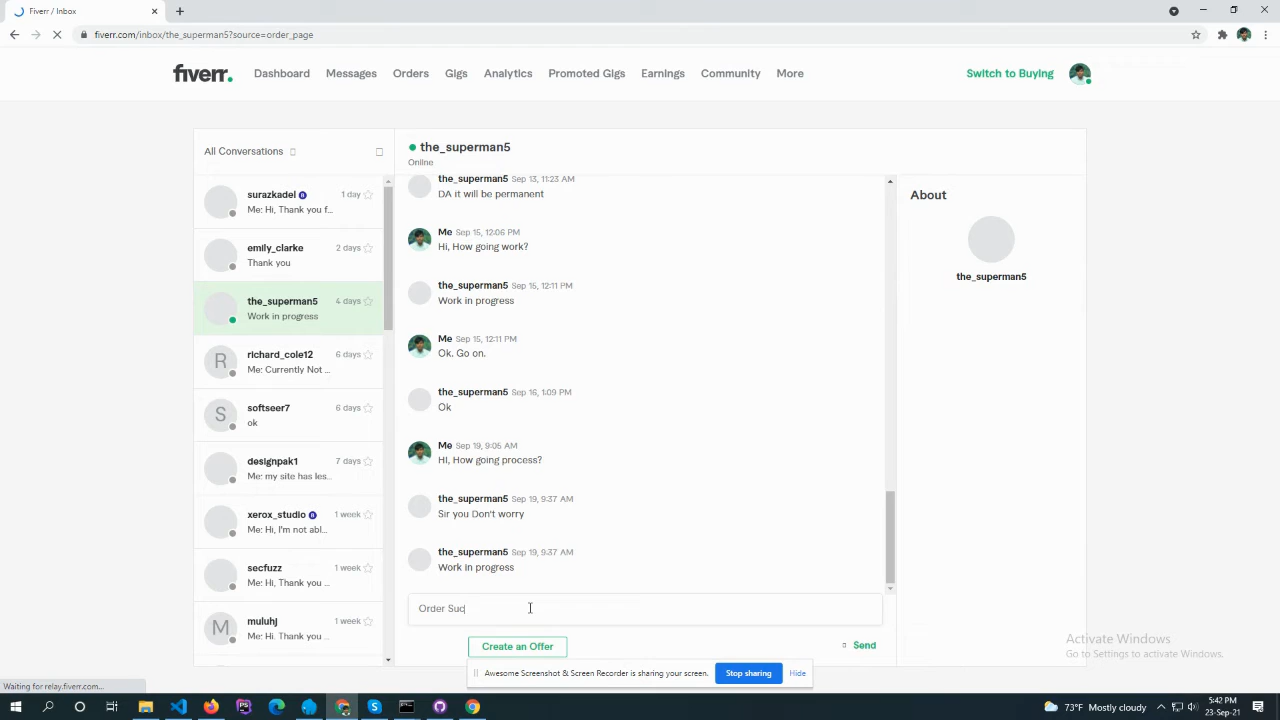 Fiverr / Inbox
fiverr.com/inbox/the_superman5?source=order_page
fiverr.
Dashboard
Messages
Orders
Gigs
Analytics
Promoted Gigs
Earnings
Community
More
Switch to Buying
All Conversations
surazkadel
1 day
Me: Hi, Thank you f...
emily_clarke
2 days
Thank you
the_superman5
4 days
Work in progress
R
richard_cole12
6 days
Me: Currently Not ...
S
softseer7
6 days
ok
designpak1
7 days
Me: my site has les...
xerox_studio
1 week
Me: Hi, I'm not abl...
secfuzz
1 week
Me: Hi, Thank you ...
M
muluhj
1 week
Me: Hi. Thank you ...
the_superman5
Online
the_superman5 Sep 13, 11:23 AM
DA it will be permanent
Me Sep 15, 12:06 PM
Hi, How going work?
the_superman5 Sep 15, 12:11 PM
Work in progress
Me Sep 15, 12:11 PM
Ok. Go on.
the_superman5 Sep 16, 1:09 PM
Ok
Me Sep 19, 9:05 AM
Hi, How going process?
the_superman5 Sep 19, 9:37 AM
Sir you Don't worry
the_superman5 Sep 19, 9:37 AM
Work in progress
Order Suc
Create an Offer
Send
About
the_superman5
Activate Windows
Go to Settings to activate Windows.
Awesome Screenshot & Screen Recorder is sharing your screen.
Stop sharing
Hide
Waiting for relay.fiverr.com...
73°F Mostly cloudy
5:42 PM
23-Sep-21